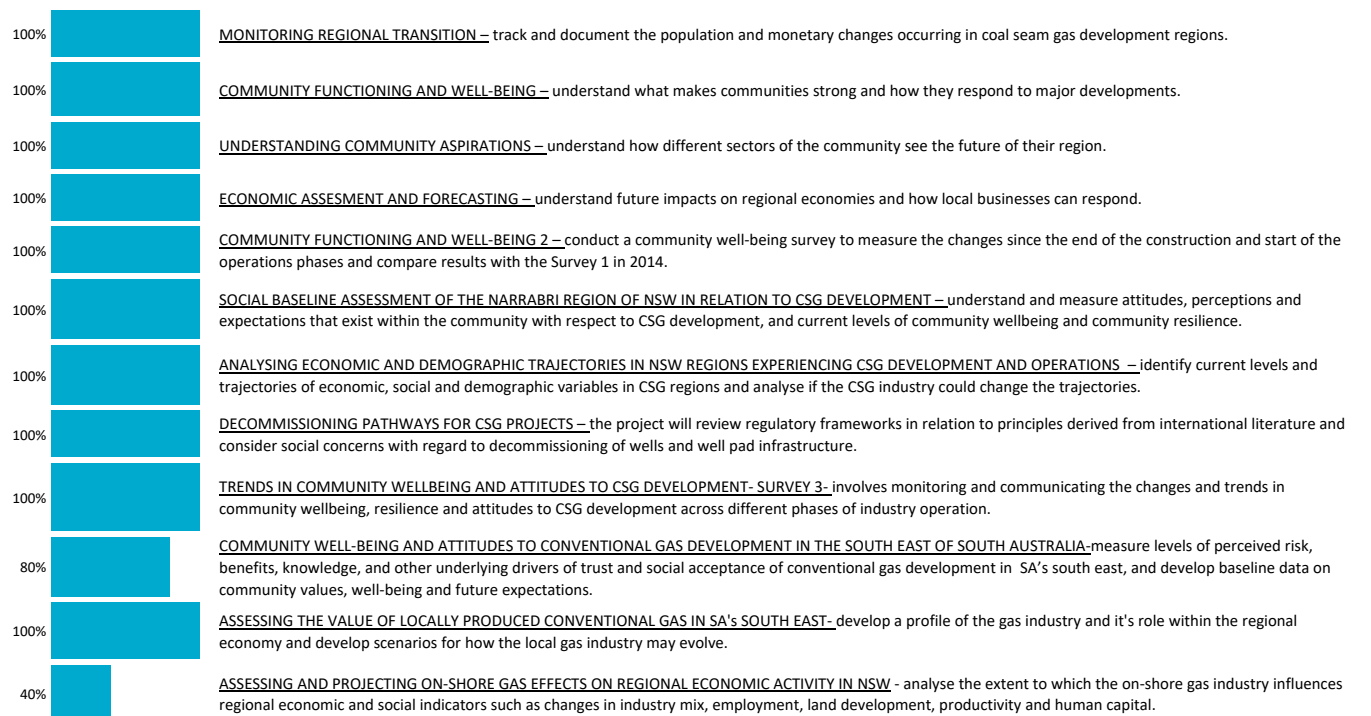 100% MONITORING REGIONAL TRANSITION – track and document the population and monetary changes occurring in coal seam gas development regions.
100% COMMUNITY FUNCTIONING AND WELL-BEING – understand what makes communities strong and how they respond to major developments.
100% UNDERSTANDING COMMUNITY ASPIRATIONS – understand how different sectors of the community see the future of their region.
100% ECONOMIC ASSESMENT AND FORECASTING – understand future impacts on regional economies and how local businesses can respond.
100% COMMUNITY FUNCTIONING AND WELL-BEING 2 – conduct a community well-being survey to measure the changes since the end of the construction and start of the
operations phases and compare results with the Survey 1 in 2014.
100% SOCIAL BASELINE ASSESSMENT OF THE NARRABRI REGION OF NSW IN RELATION TO CSG DEVELOPMENT – understand and measure attitudes, perceptions and
expectations that exist within the community with respect to CSG development, and current levels of community wellbeing and community resilience.
100% ANALYSING ECONOMIC AND DEMOGRAPHIC TRAJECTORIES IN NSW REGIONS EXPERIENCING CSG DEVELOPMENT AND OPERATIONS – identify current levels and
trajectories of economic, social and demographic variables in CSG regions and analyse if the CSG industry could change the trajectories.
100% DECOMMISSIONING PATHWAYS FOR CSG PROJECTS – the project will review regulatory frameworks in relation to principles derived from international literature and
consider social concerns with regard to decommissioning of wells and well pad infrastructure.
100% TRENDS IN COMMUNITY WELLBEING AND ATTITUDES TO CSG DEVELOPMENT- SURVEY 3- involves monitoring and communicating the changes and trends in
community wellbeing, resilience and attitudes to CSG development across different phases of industry operation.
80% COMMUNITY WELL-BEING AND ATTITUDES TO CONVENTIONAL GAS DEVELOPMENT IN THE SOUTH EAST OF SOUTH AUSTRALIA-measure levels of perceived risk,
benefits, knowledge, and other underlying drivers of trust and social acceptance of conventional gas development in SA's south east, and develop baseline data on
community values, well-being and future expectations.
100% ASSESSING THE VALUE OF LOCALLY PRODUCED CONVENTIONAL GAS IN SA's SOUTH EAST- develop a profile of the gas industry and it's role within the regional
economy and develop scenarios for how the local gas industry may evolve.
40% ASSESSING AND PROJECTING ON-SHORE GAS EFFECTS ON REGIONAL ECONOMIC ACTIVITY IN NSW - analyse the extent to which the on-shore gas industry influences
regional economic and social indicators such as changes in industry mix, employment, land development, productivity and human capital.